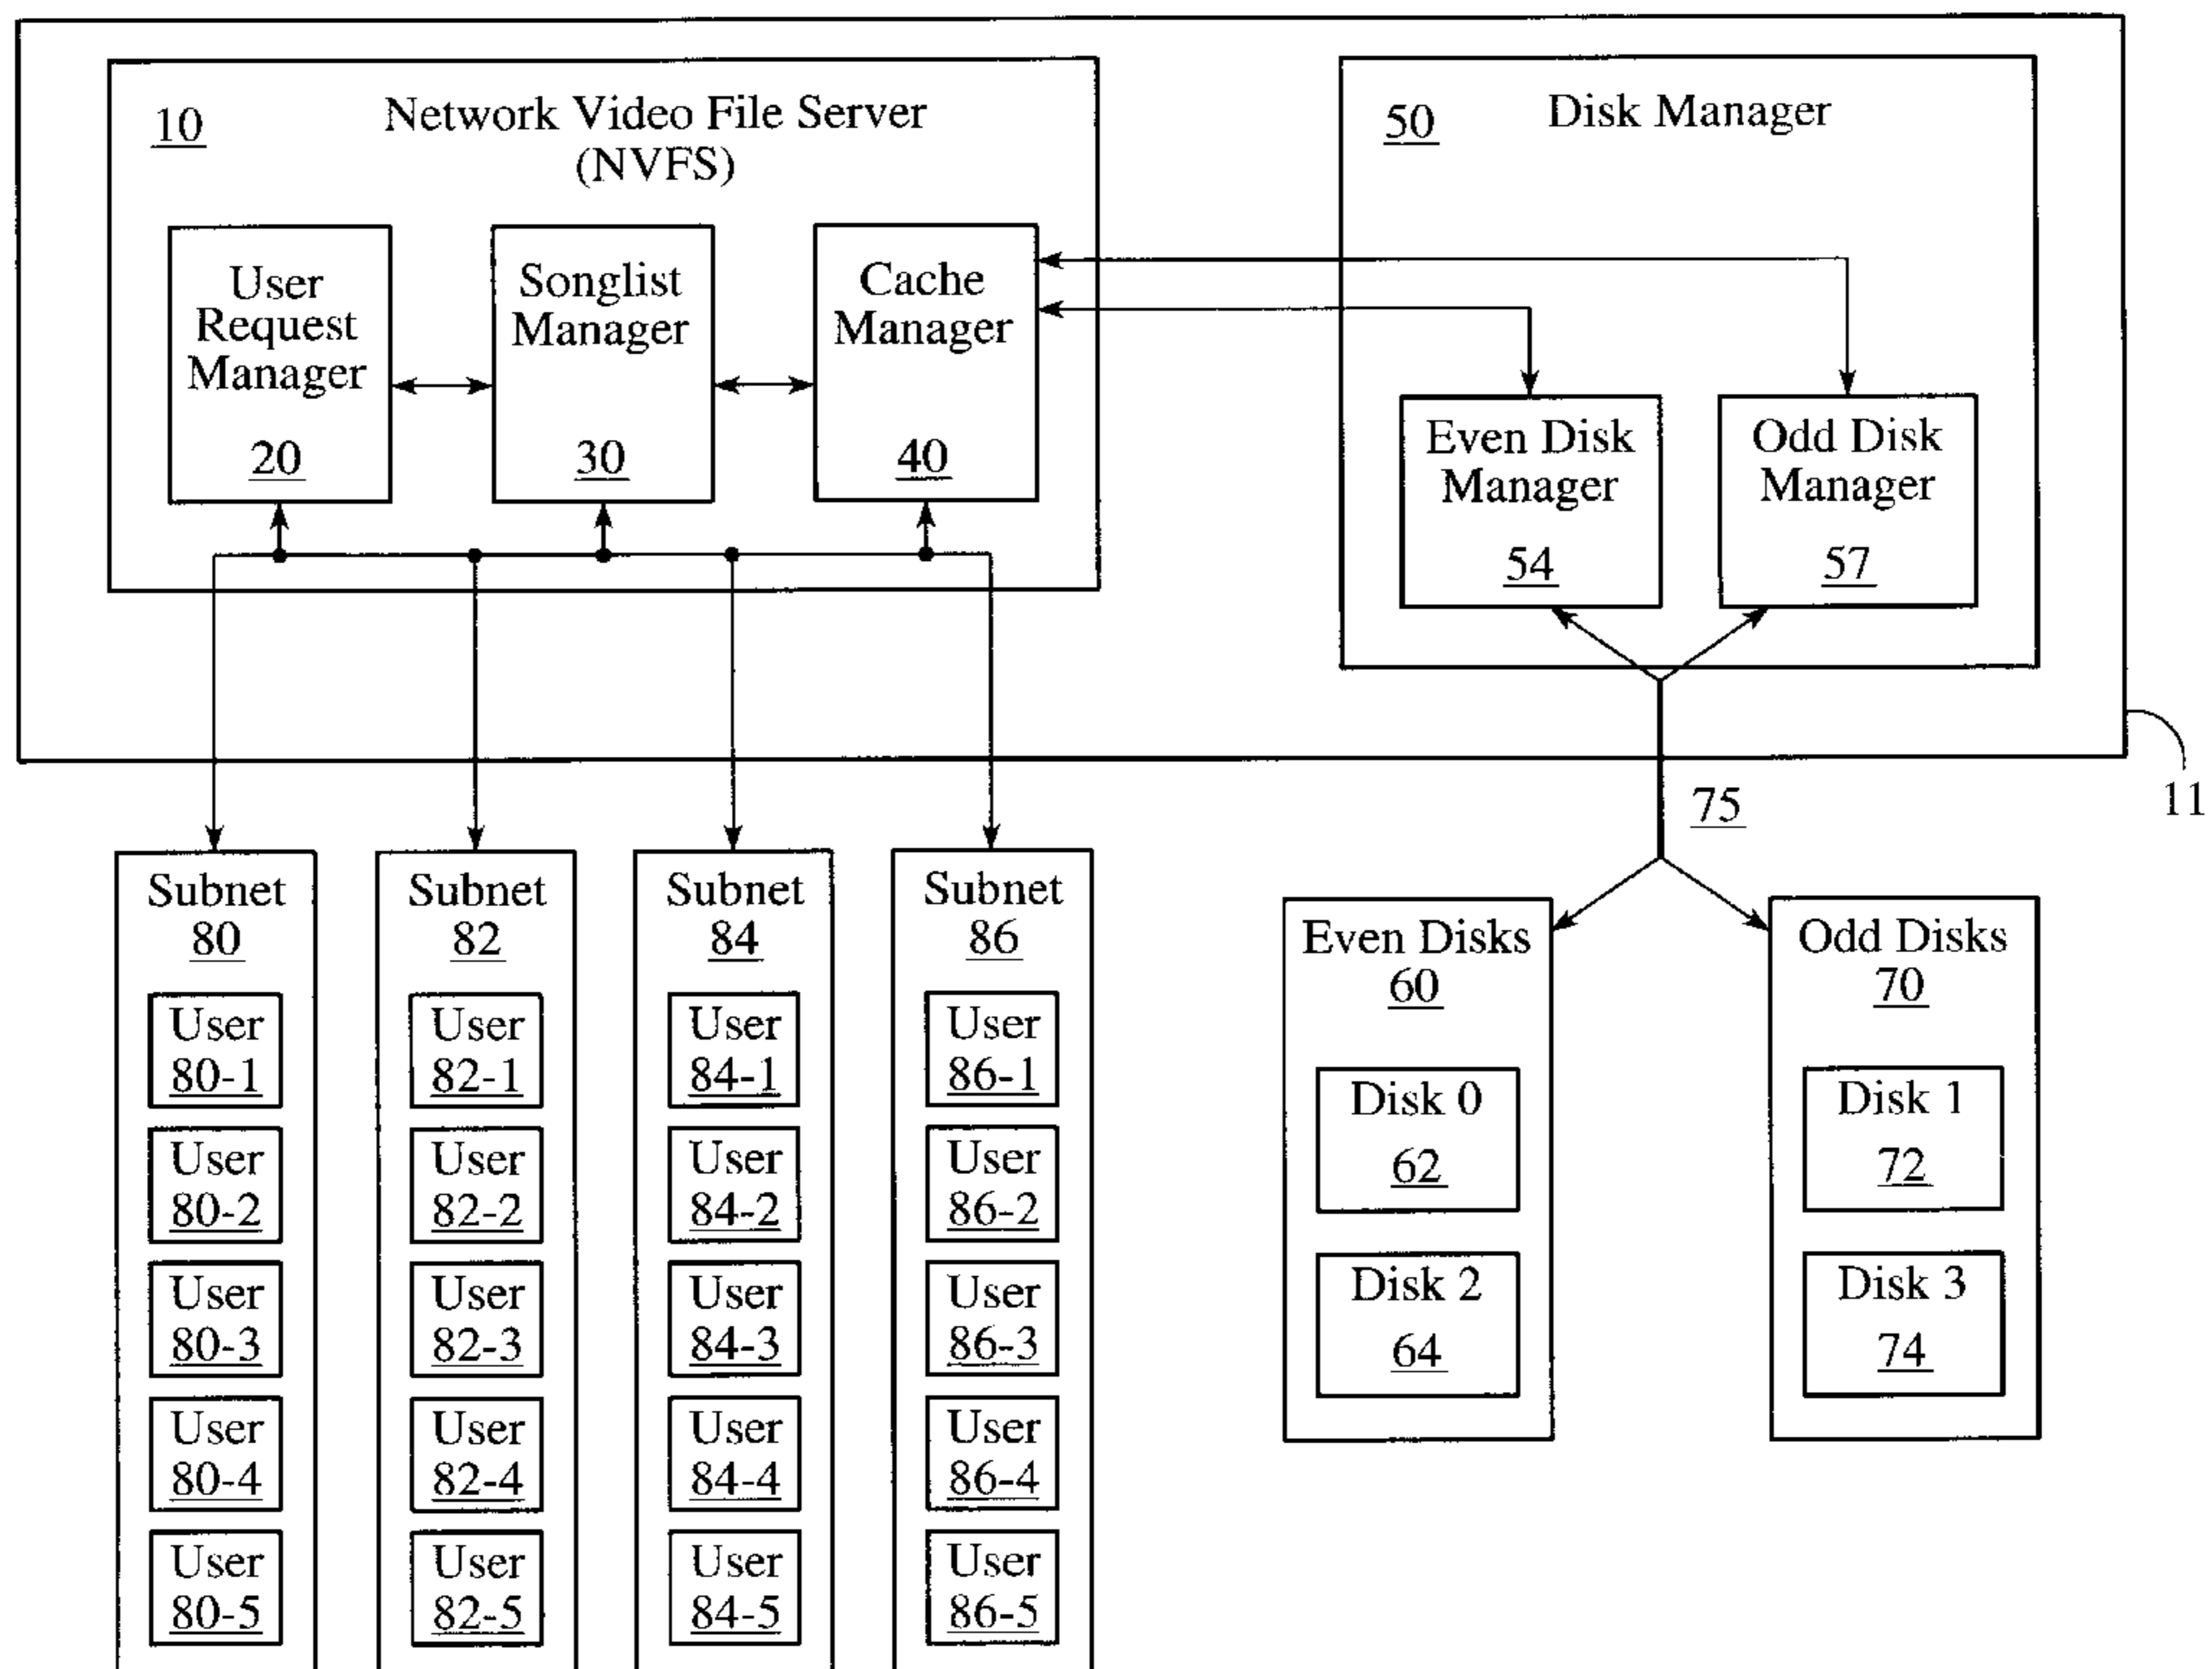 10
Network Video File Server
(NVFS)
User
Request
Manager
20
Songlist
Manager
30
Cache
Manager
40
50
Disk Manager
Even Disk
Manager
54
Odd Disk
Manager
57
11
75
Subnet
80
User
80-1
User
80-2
User
80-3
User
80-4
User
80-5
Subnet
82
User
82-1
User
82-2
User
82-3
User
82-4
User
82-5
Subnet
84
User
84-1
User
84-2
User
84-3
User
84-4
User
84-5
Subnet
86
User
86-1
User
86-2
User
86-3
User
86-4
User
86-5
Even Disks
60
Disk 0
62
Disk 2
64
Odd Disks
70
Disk 1
72
Disk 3
74